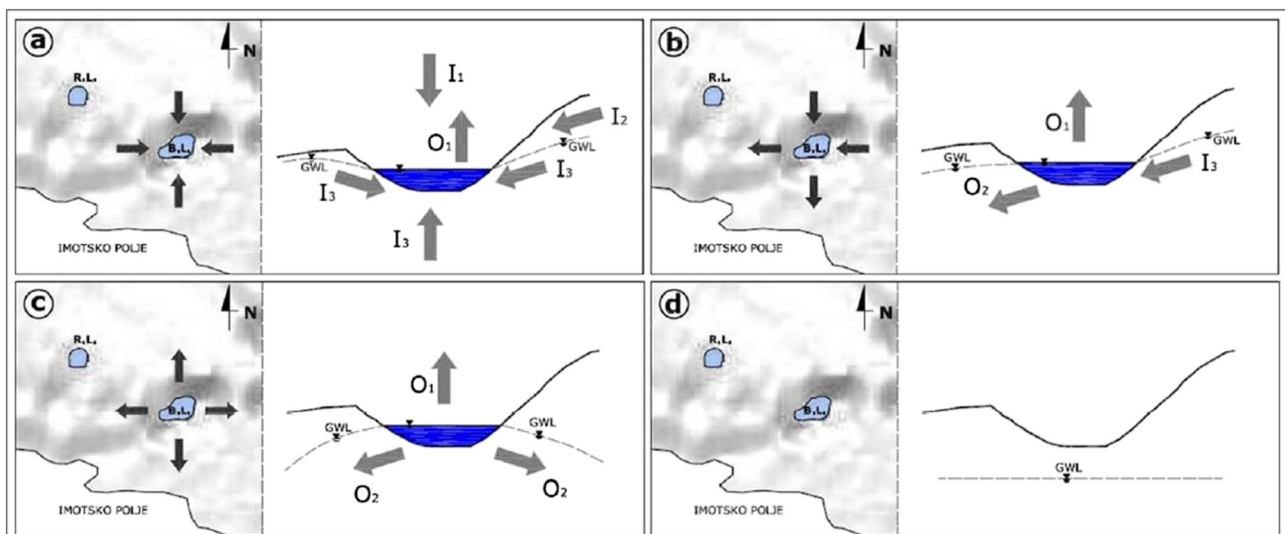 a
N
R.L.
B.L.
IMOTSKO POLJE
I1
O1
I2
GWL
GWL
I3
I3
I3
b
N
R.L.
B.L.
IMOTSKO POLJE
O1
GWL
GWL
O2
I3
c
N
R.L.
B.L.
IMOTSKO POLJE
O1
GWL
GWL
O2
O2
d
N
R.L.
B.L.
IMOTSKO POLJE
GWL